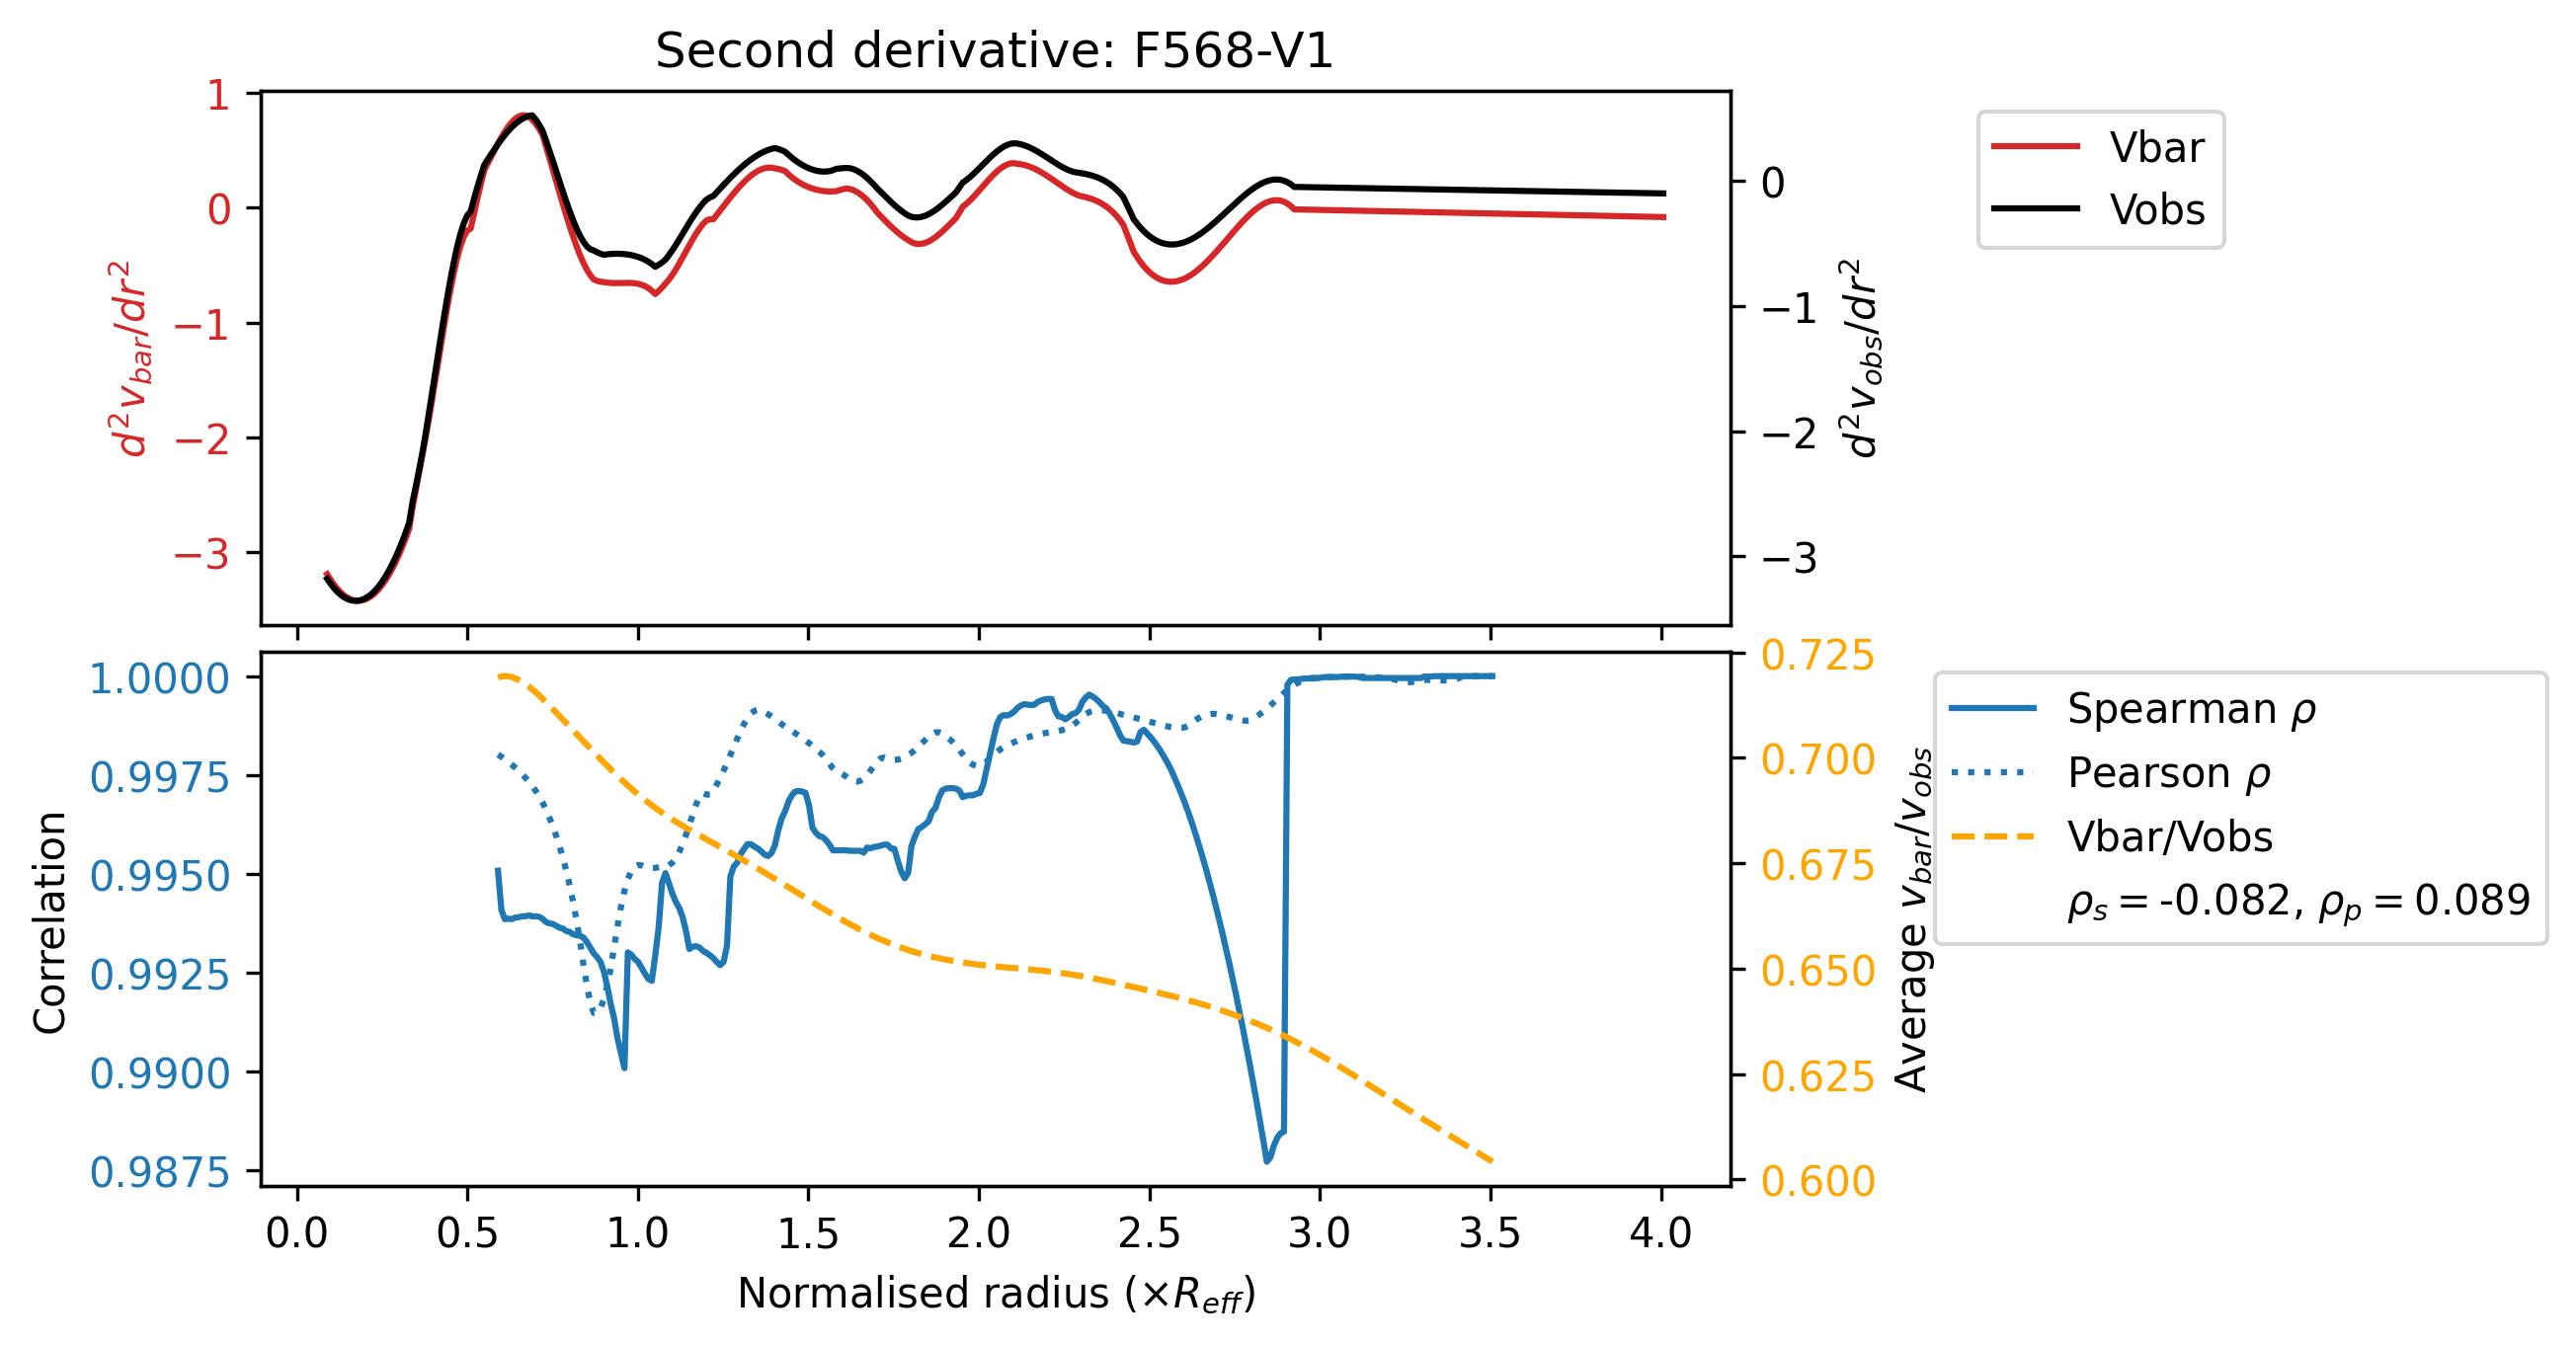 Second derivative: F568-V1
1
0
−1
−2
−3
d²v_bar/dr²
0
−1
−2
−3
d²v_obs/dr²
Vbar
Vobs
1.0000
0.9975
0.9950
0.9925
0.9900
0.9875
Correlation
0.725
0.700
0.675
0.650
0.625
0.600
Average v_bar/v_obs
Spearman ρ
Pearson ρ
Vbar/Vobs
ρ_s = -0.082, ρ_p = 0.089
0.0 0.5 1.0 1.5 2.0 2.5 3.0 3.5 4.0
Normalised radius (×R_eff)